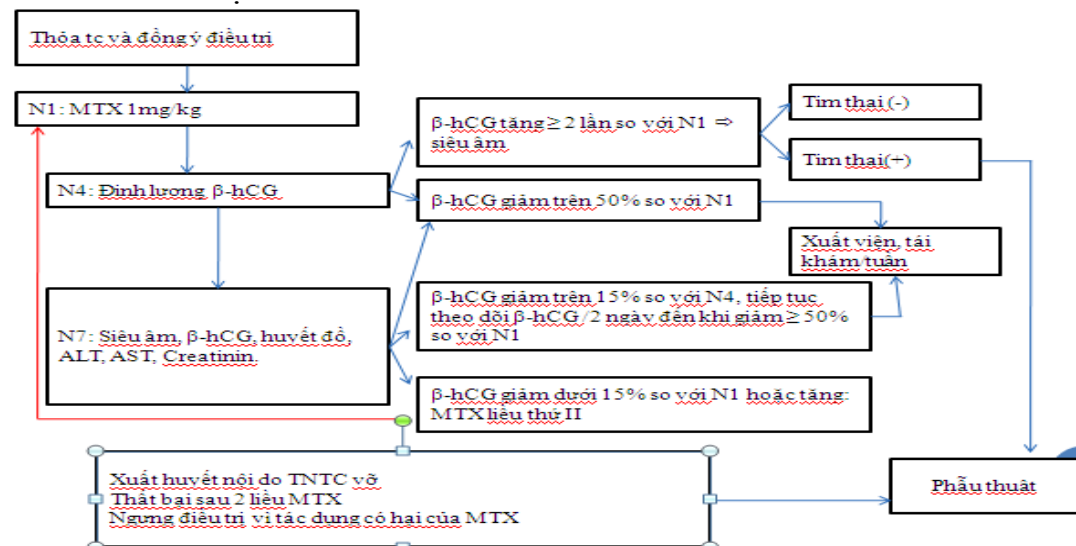 Thỏa tc và đồng ý điều trị
N1: MTX 1mg/kg
N4: Định lượng β-hCG
N7: Siêu âm, β-hCG, huyết đồ,
ALT, AST, Creatinin.
β-hCG tăng ≥ 2 lần so với N1 ⇒
siêu âm
β-hCG giảm trên 50% so với N1
β-hCG giảm trên 15% so với N4, tiếp tục
theo dõi β-hCG /2 ngày đến khi giảm ≥ 50%
so với N1
β-hCG giảm dưới 15% so với N1 hoặc tăng:
MTX liều thứ II
Tim thai (-)
Tim thai(+)
Xuất viện, tái
khám/tuần
Xuất huyết nội do TNTC vỡ
Thất bại sau 2 liều MTX
Ngưng điều trị vì tác dụng có hại của MTX
Phẫu thuật